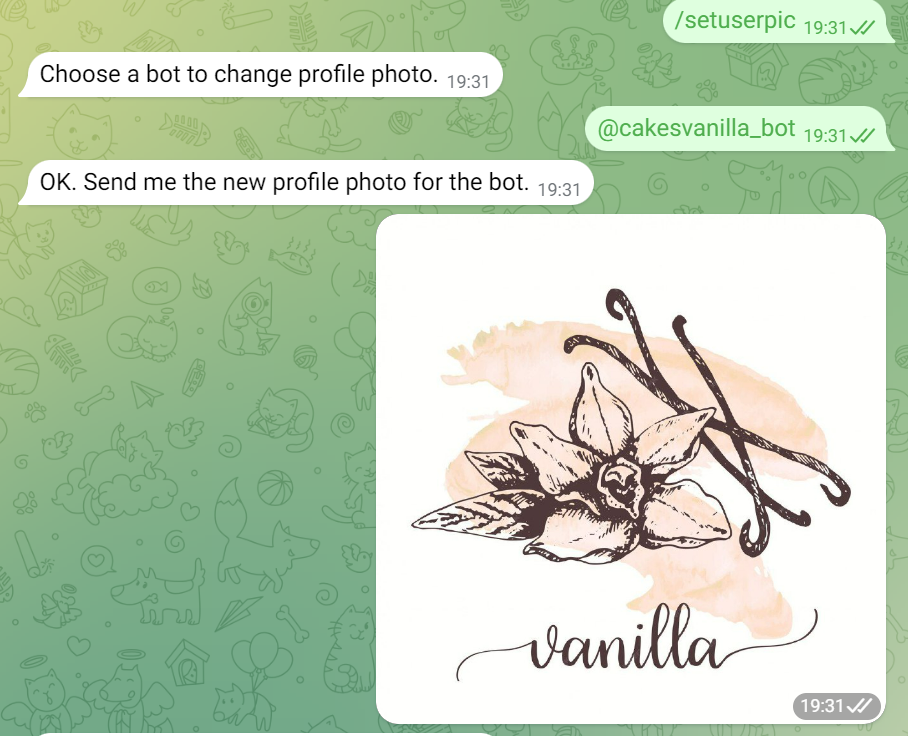 /setuserpic 19:31
Choose a bot to change profile photo. 19:31
@cakesvanilla_bot 19:31
OK. Send me the new profile photo for the bot. 19:31
vanilla
19:31